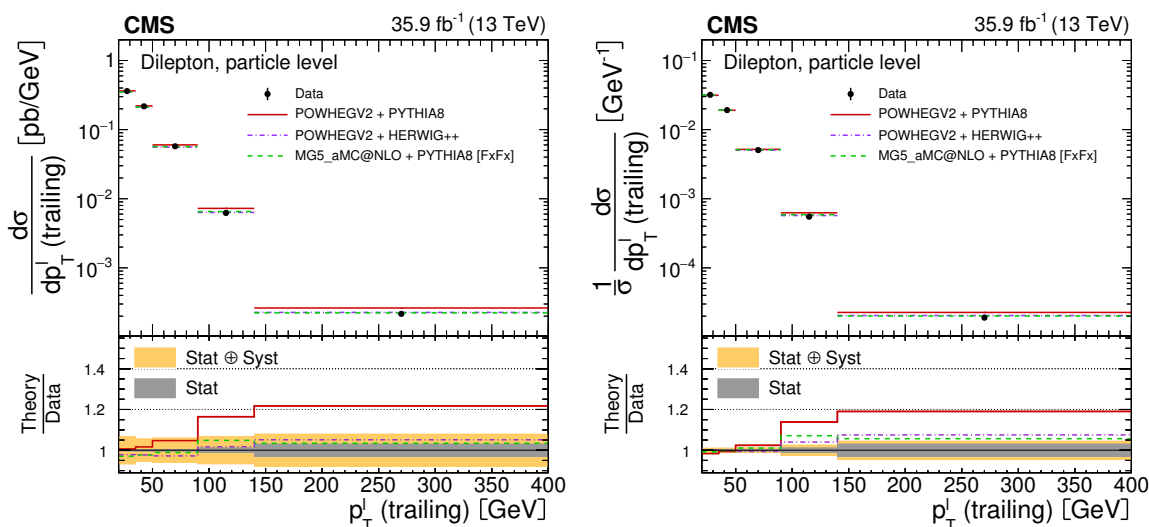 CMS 35.9 fb⁻¹ (13 TeV)
Dilepton, particle level
Data
POWHEGV2 + PYTHIA8
POWHEGV2 + HERWIG++
MG5_aMC@NLO + PYTHIA8 [FxFx]
dσ/dp_T^l (trailing) [pb/GeV]
1
10⁻¹
10⁻²
10⁻³
Stat ⊕ Syst
Stat
Theory
Data
1.4
1.2
1
50 100 150 200 250 300 350 400
p_T^l (trailing) [GeV]
CMS 35.9 fb⁻¹ (13 TeV)
Dilepton, particle level
Data
POWHEGV2 + PYTHIA8
POWHEGV2 + HERWIG++
MG5_aMC@NLO + PYTHIA8 [FxFx]
1/σ dσ/dp_T^l (trailing) [GeV⁻¹]
10⁻¹
10⁻²
10⁻³
10⁻⁴
Stat ⊕ Syst
Stat
Theory
Data
1.4
1.2
1
50 100 150 200 250 300 350 400
p_T^l (trailing) [GeV]